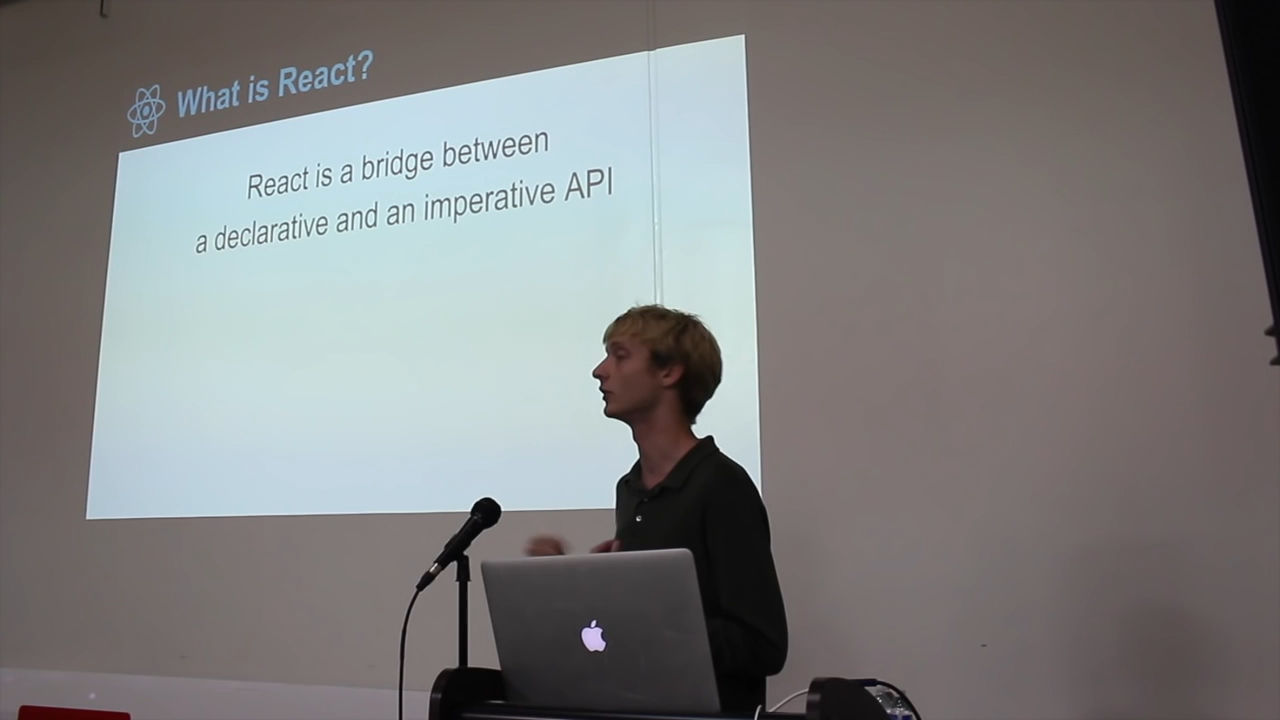 What is React?
React is a bridge between
a declarative and an imperative API